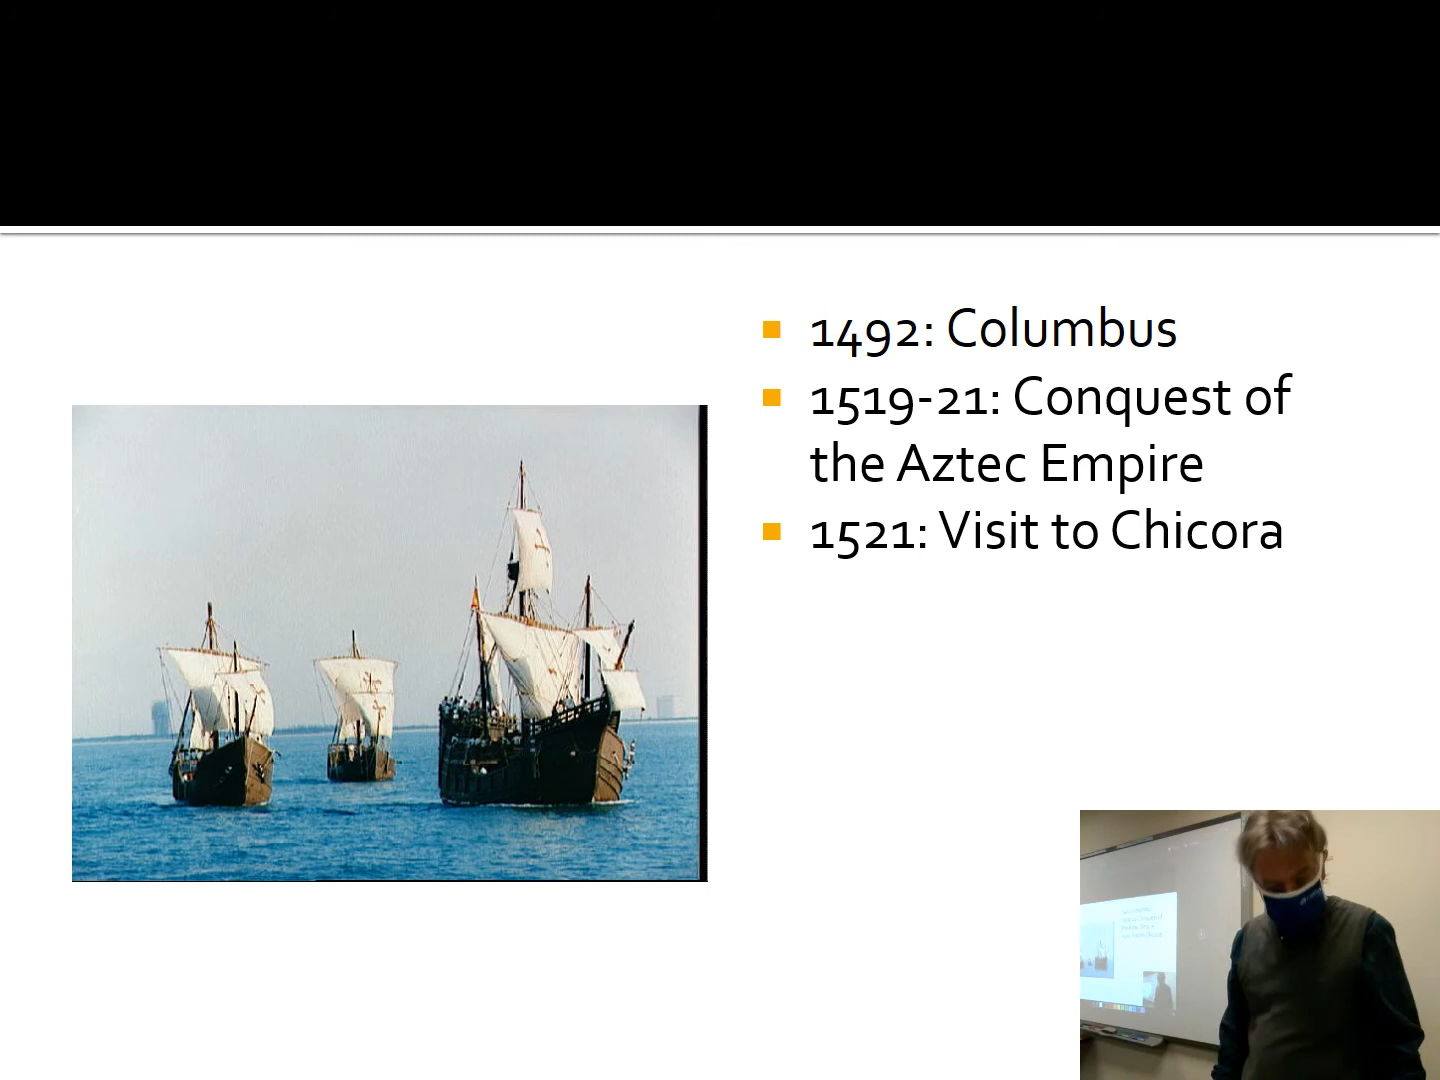 1492: Columbus
1519-21: Conquest of
the Aztec Empire
1521: Visit to Chicora